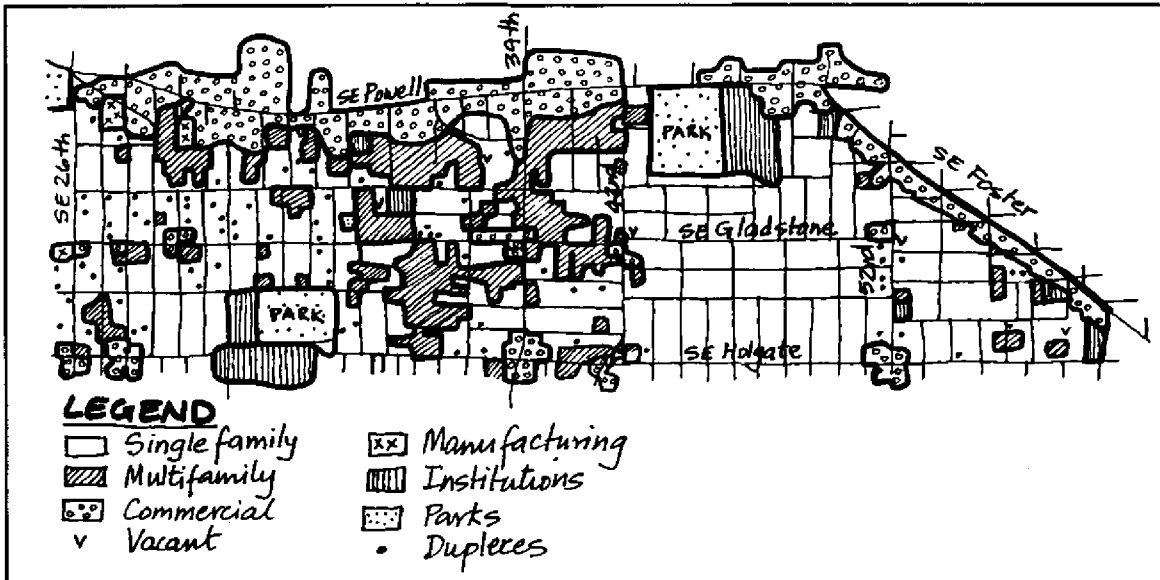 39th
SE Powell
PARK
SE 26th
42nd
SE Foster
SE Gladstone
52nd
PARK
SE Holgate
LEGEND
Single family
Multifamily
Commercial
v Vacant
xx Manufacturing
Institutions
Parks
• Duplexes